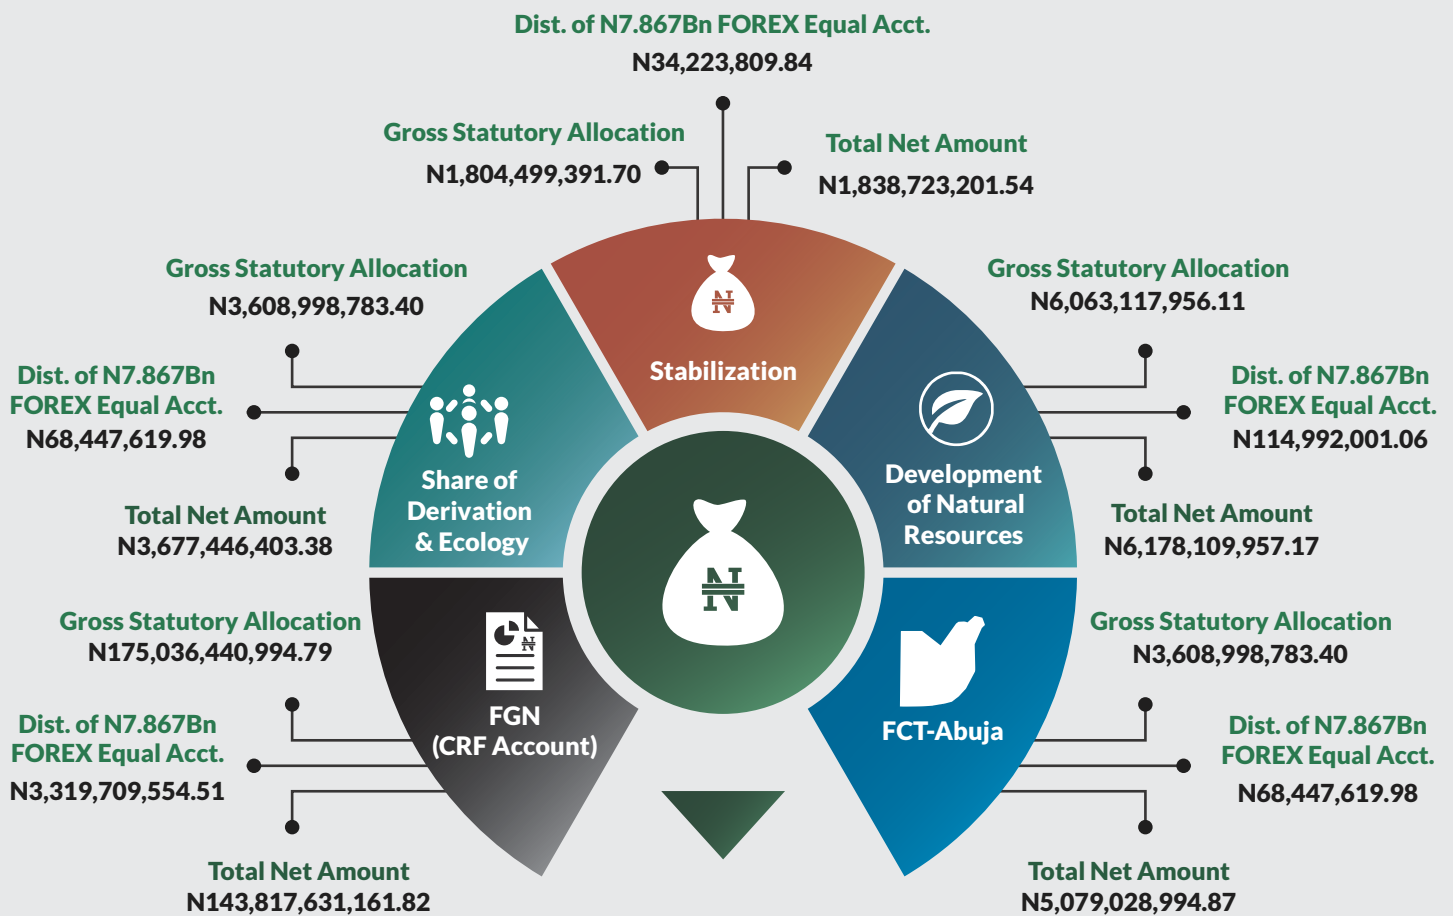 Dist. of N7.867Bn FOREX Equal Acct.
N34,223,809.84
Gross Statutory Allocation
N1,804,499,391.70
Total Net Amount
N1,838,723,201.54
Stabilization
Gross Statutory Allocation
N3,608,998,783.40
Dist. of N7.867Bn
FOREX Equal Acct.
N68,447,619.98
Total Net Amount
N3,677,446,403.38
Share of
Derivation
& Ecology
Gross Statutory Allocation
N6,063,117,956.11
Dist. of N7.867Bn
FOREX Equal Acct.
N114,992,001.06
Total Net Amount
N6,178,109,957.17
Development
of Natural
Resources
Gross Statutory Allocation
N175,036,440,994.79
Dist. of N7.867Bn
FOREX Equal Acct.
N3,319,709,554.51
Total Net Amount
N143,817,631,161.82
FGN
(CRF Account)
Gross Statutory Allocation
N3,608,998,783.40
Dist. of N7.867Bn
FOREX Equal Acct.
N68,447,619.98
Total Net Amount
N5,079,028,994.87
FCT-Abuja
₦
₦
₦